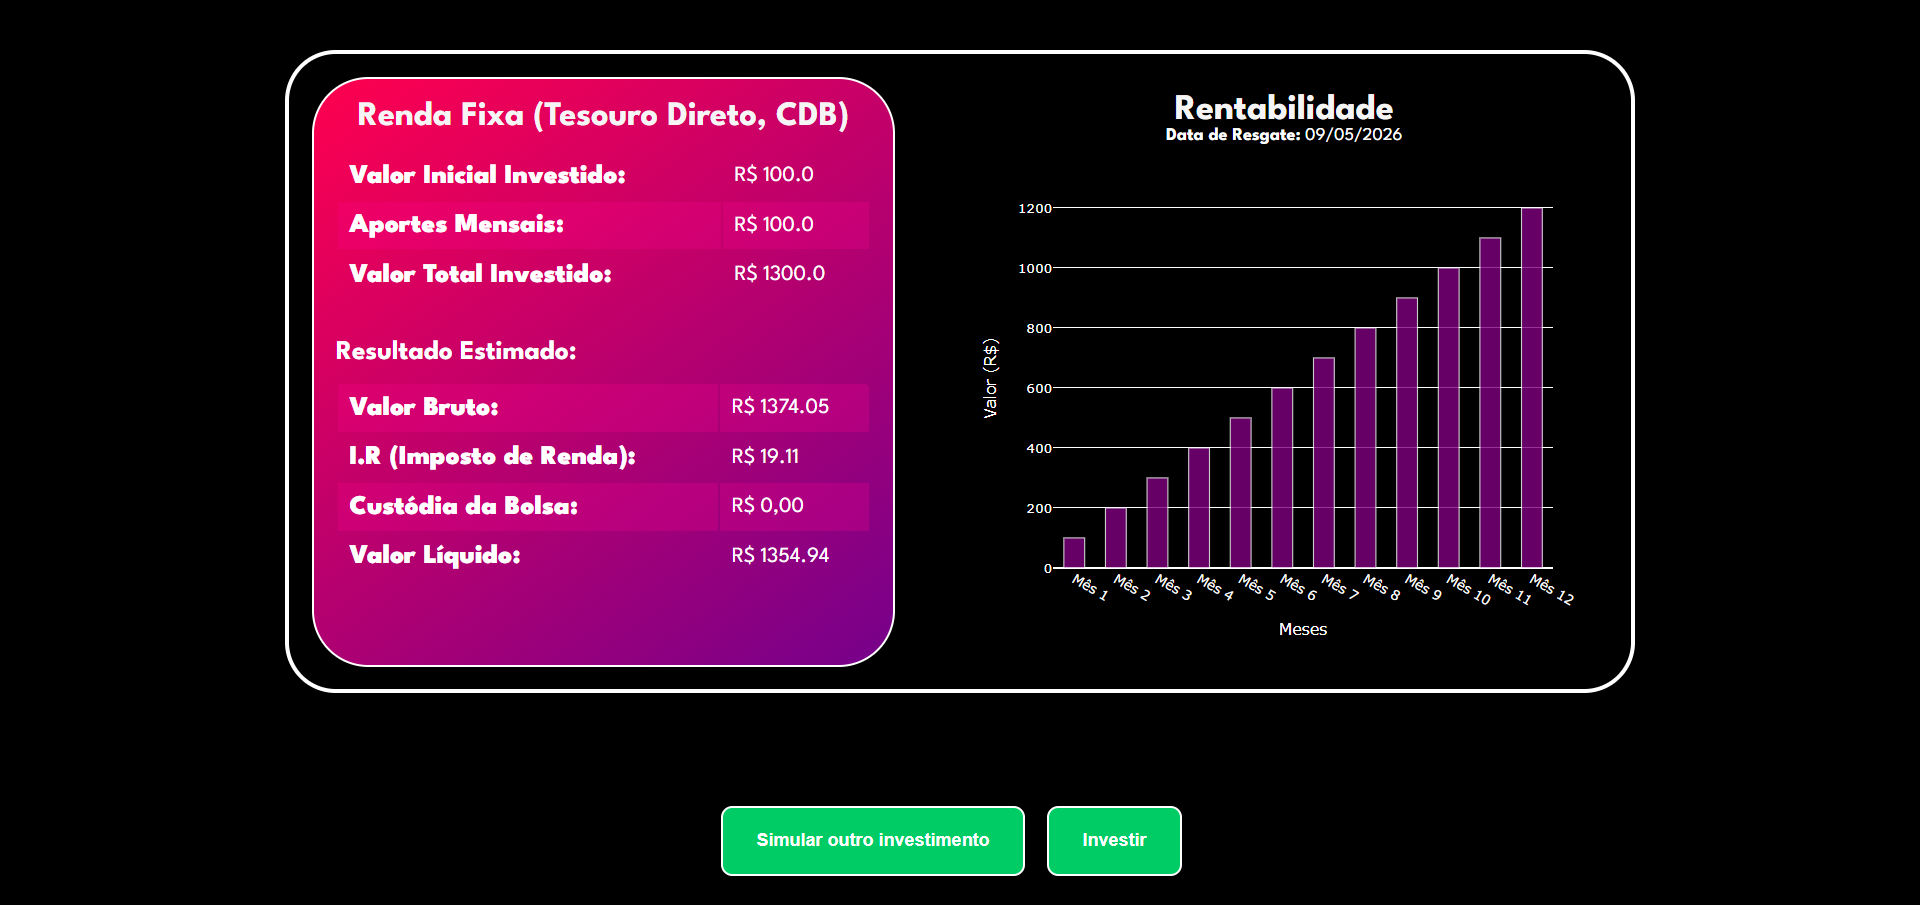 Renda Fixa (Tesouro Direto, CDB)
Valor Inicial Investido: R$ 100.0
Aportes Mensais: R$ 100.0
Valor Total Investido: R$ 1300.0
Resultado Estimado:
Valor Bruto: R$ 1374.05
I.R (Imposto de Renda): R$ 19.11
Custódia da Bolsa: R$ 0,00
Valor Líquido: R$ 1354.94
Rentabilidade
Data de Resgate: 09/05/2026
Valor (R$)
1200
1000
800
600
400
200
0
Mês 1 Mês 2 Mês 3 Mês 4 Mês 5 Mês 6 Mês 7 Mês 8 Mês 9 Mês 10 Mês 11 Mês 12
Meses
Simular outro investimento
Investir